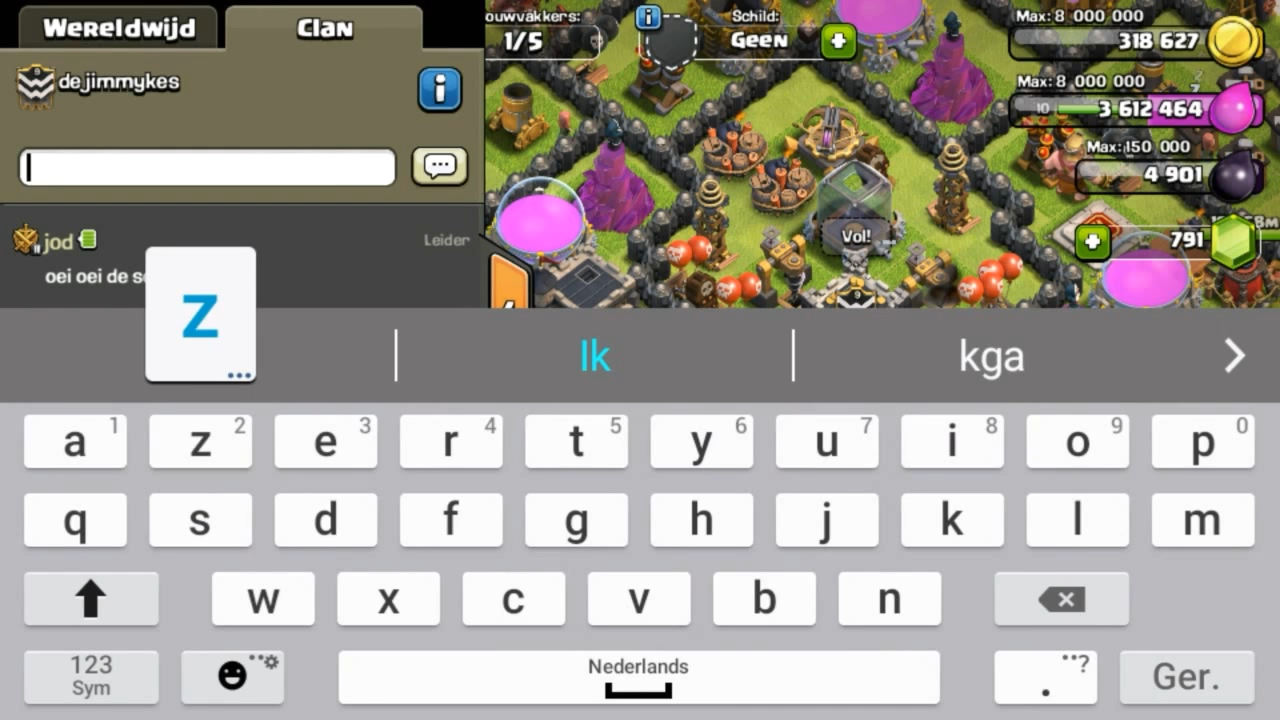 Wereldwijd
Clan
dejimmykes
jod
Leider
oei oei de s
ouwvakkers:
1/5
Schild:
Geen
Max: 8 000 000
318 627
Max: 8 000 000
10
3 612 464
Max: 150 000
4 901
791
Vol!
z
lk
kga
a 1
z 2
e 3
r 4
t 5
y 6
u 7
i 8
o 9
p 0
q s d f g h j k l m
w x c v b n
123
Sym
Nederlands
. ?
Ger.